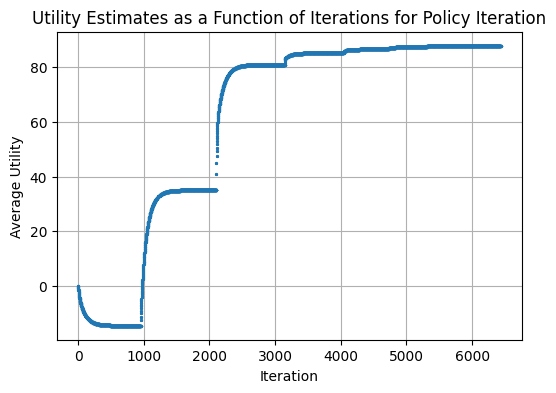 Utility Estimates as a Function of Iterations for Policy Iteration
Average Utility
80
60
40
20
0
0 1000 2000 3000 4000 5000 6000
Iteration